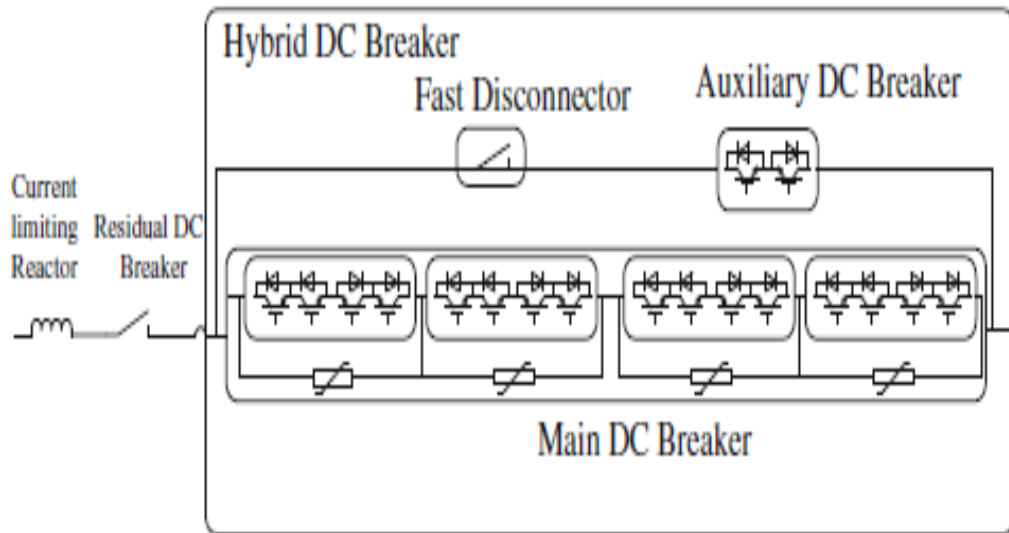 Hybrid DC Breaker
Fast Disconnector
Auxiliary DC Breaker
Current
limiting
Reactor
Residual DC
Breaker
Main DC Breaker